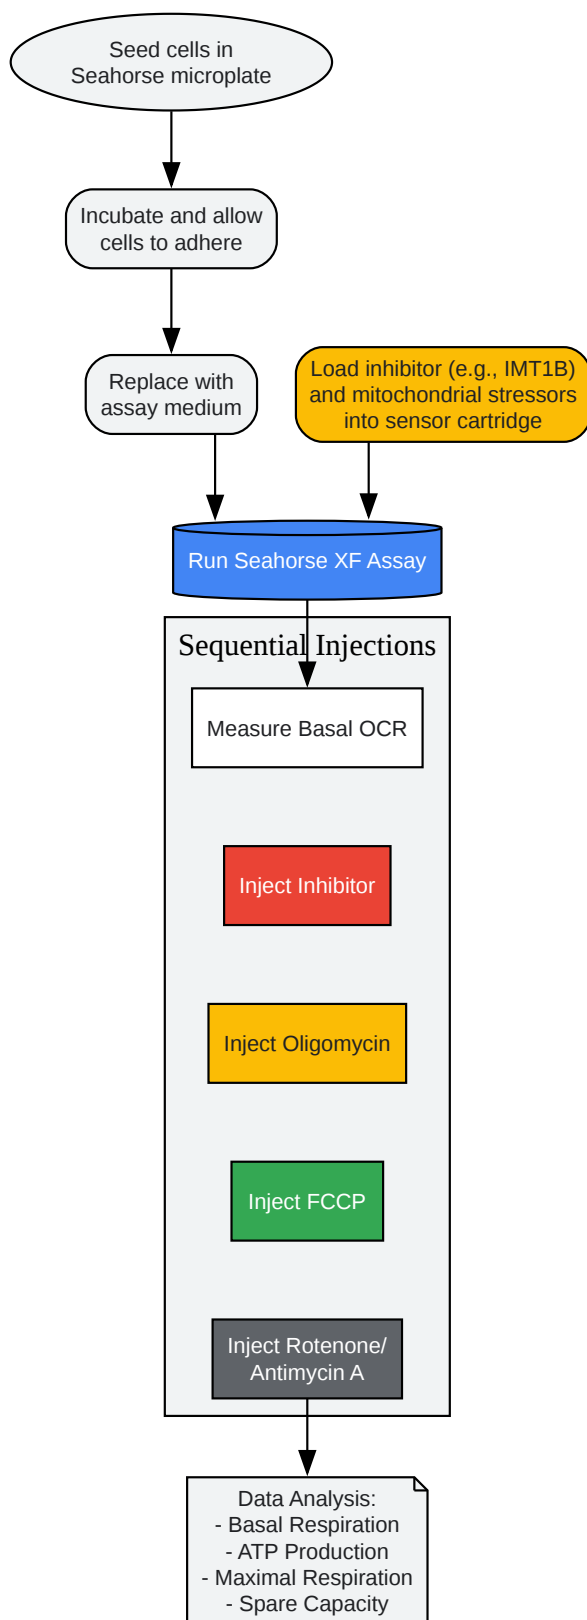 Seed cells in
Seahorse microplate
Incubate and allow
cells to adhere
Replace with
assay medium
Load inhibitor (e.g., IMT1B)
and mitochondrial stressors
into sensor cartridge
Run Seahorse XF Assay
Sequential Injections
Measure Basal OCR
Inject Inhibitor
Inject Oligomycin
Inject FCCP
Inject Rotenone/
Antimycin A
Data Analysis:
- Basal Respiration
- ATP Production
- Maximal Respiration
- Spare Capacity